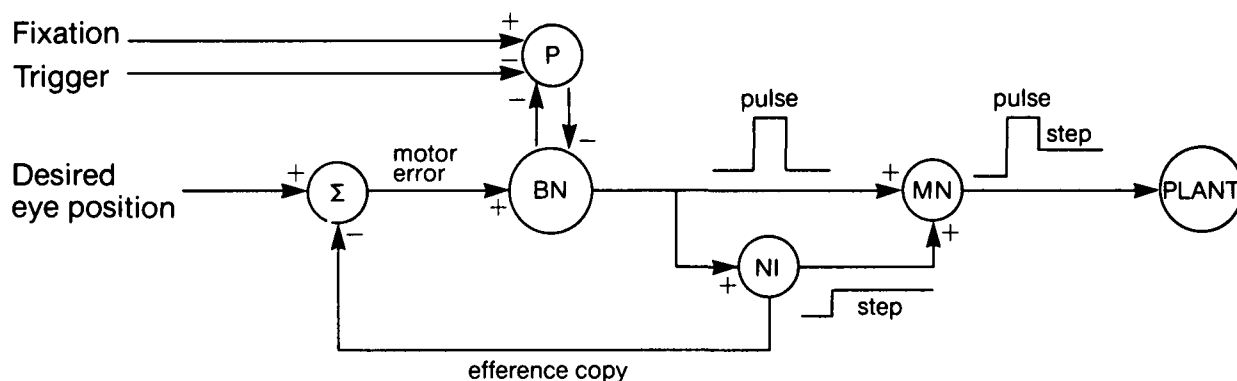 Fixation
Trigger
+
−
P
−
−
pulse
pulse
step
Desired
eye position
+
Σ
−
motor
error
+
BN
+
MN
+
PLANT
+
NI
step
efference copy